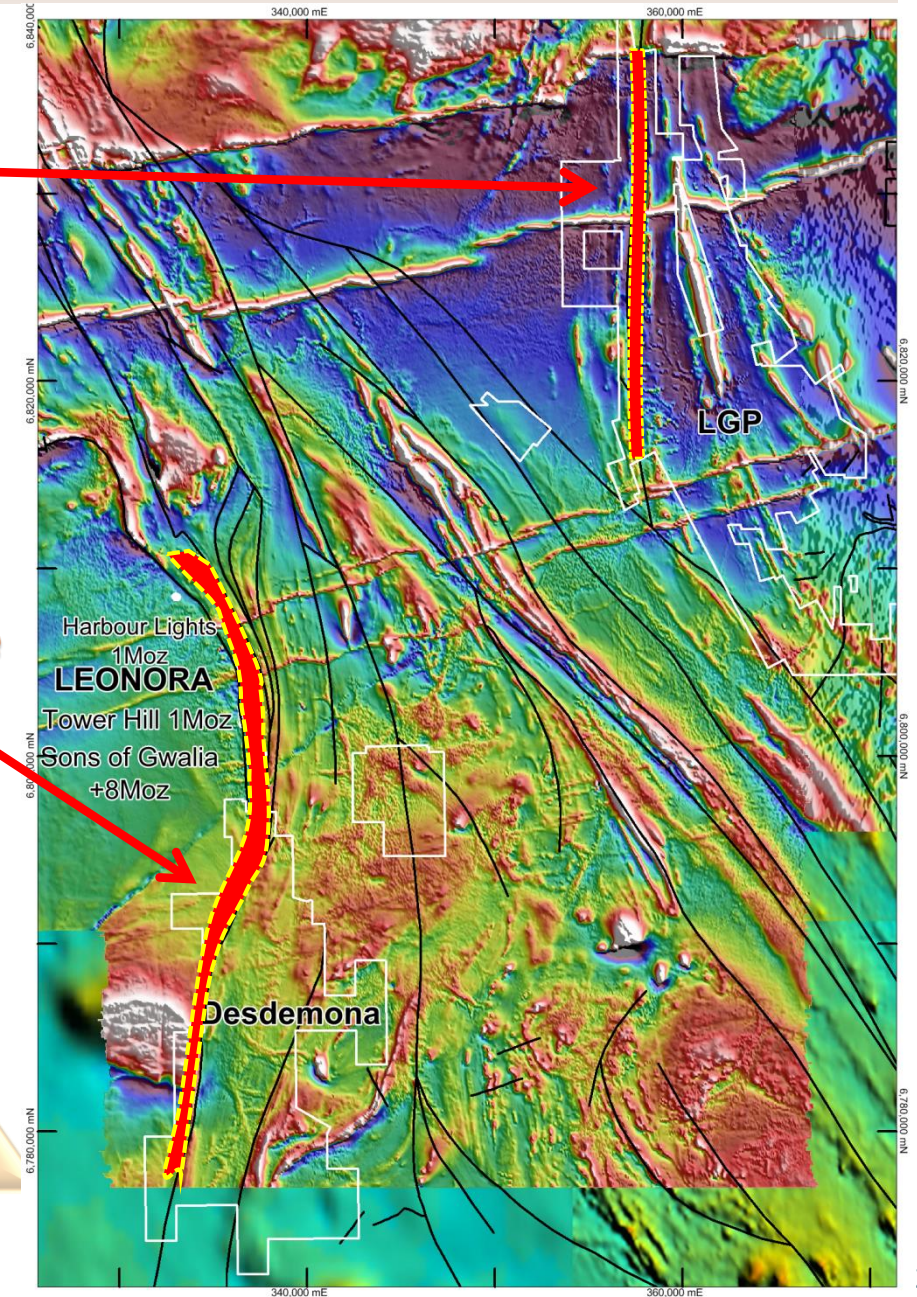 340,000 mE
360,000 mE
6,840,000
6,820,000 mN
6,820,000 mN
LGP
Harbour Lights
1Moz
LEONORA
Tower Hill 1Moz
Sons of Gwalia
+8Moz
6,800,000 mN
Desdemona
6,780,000 mN
6,780,000 mN
340,000 mE
360,000 mE